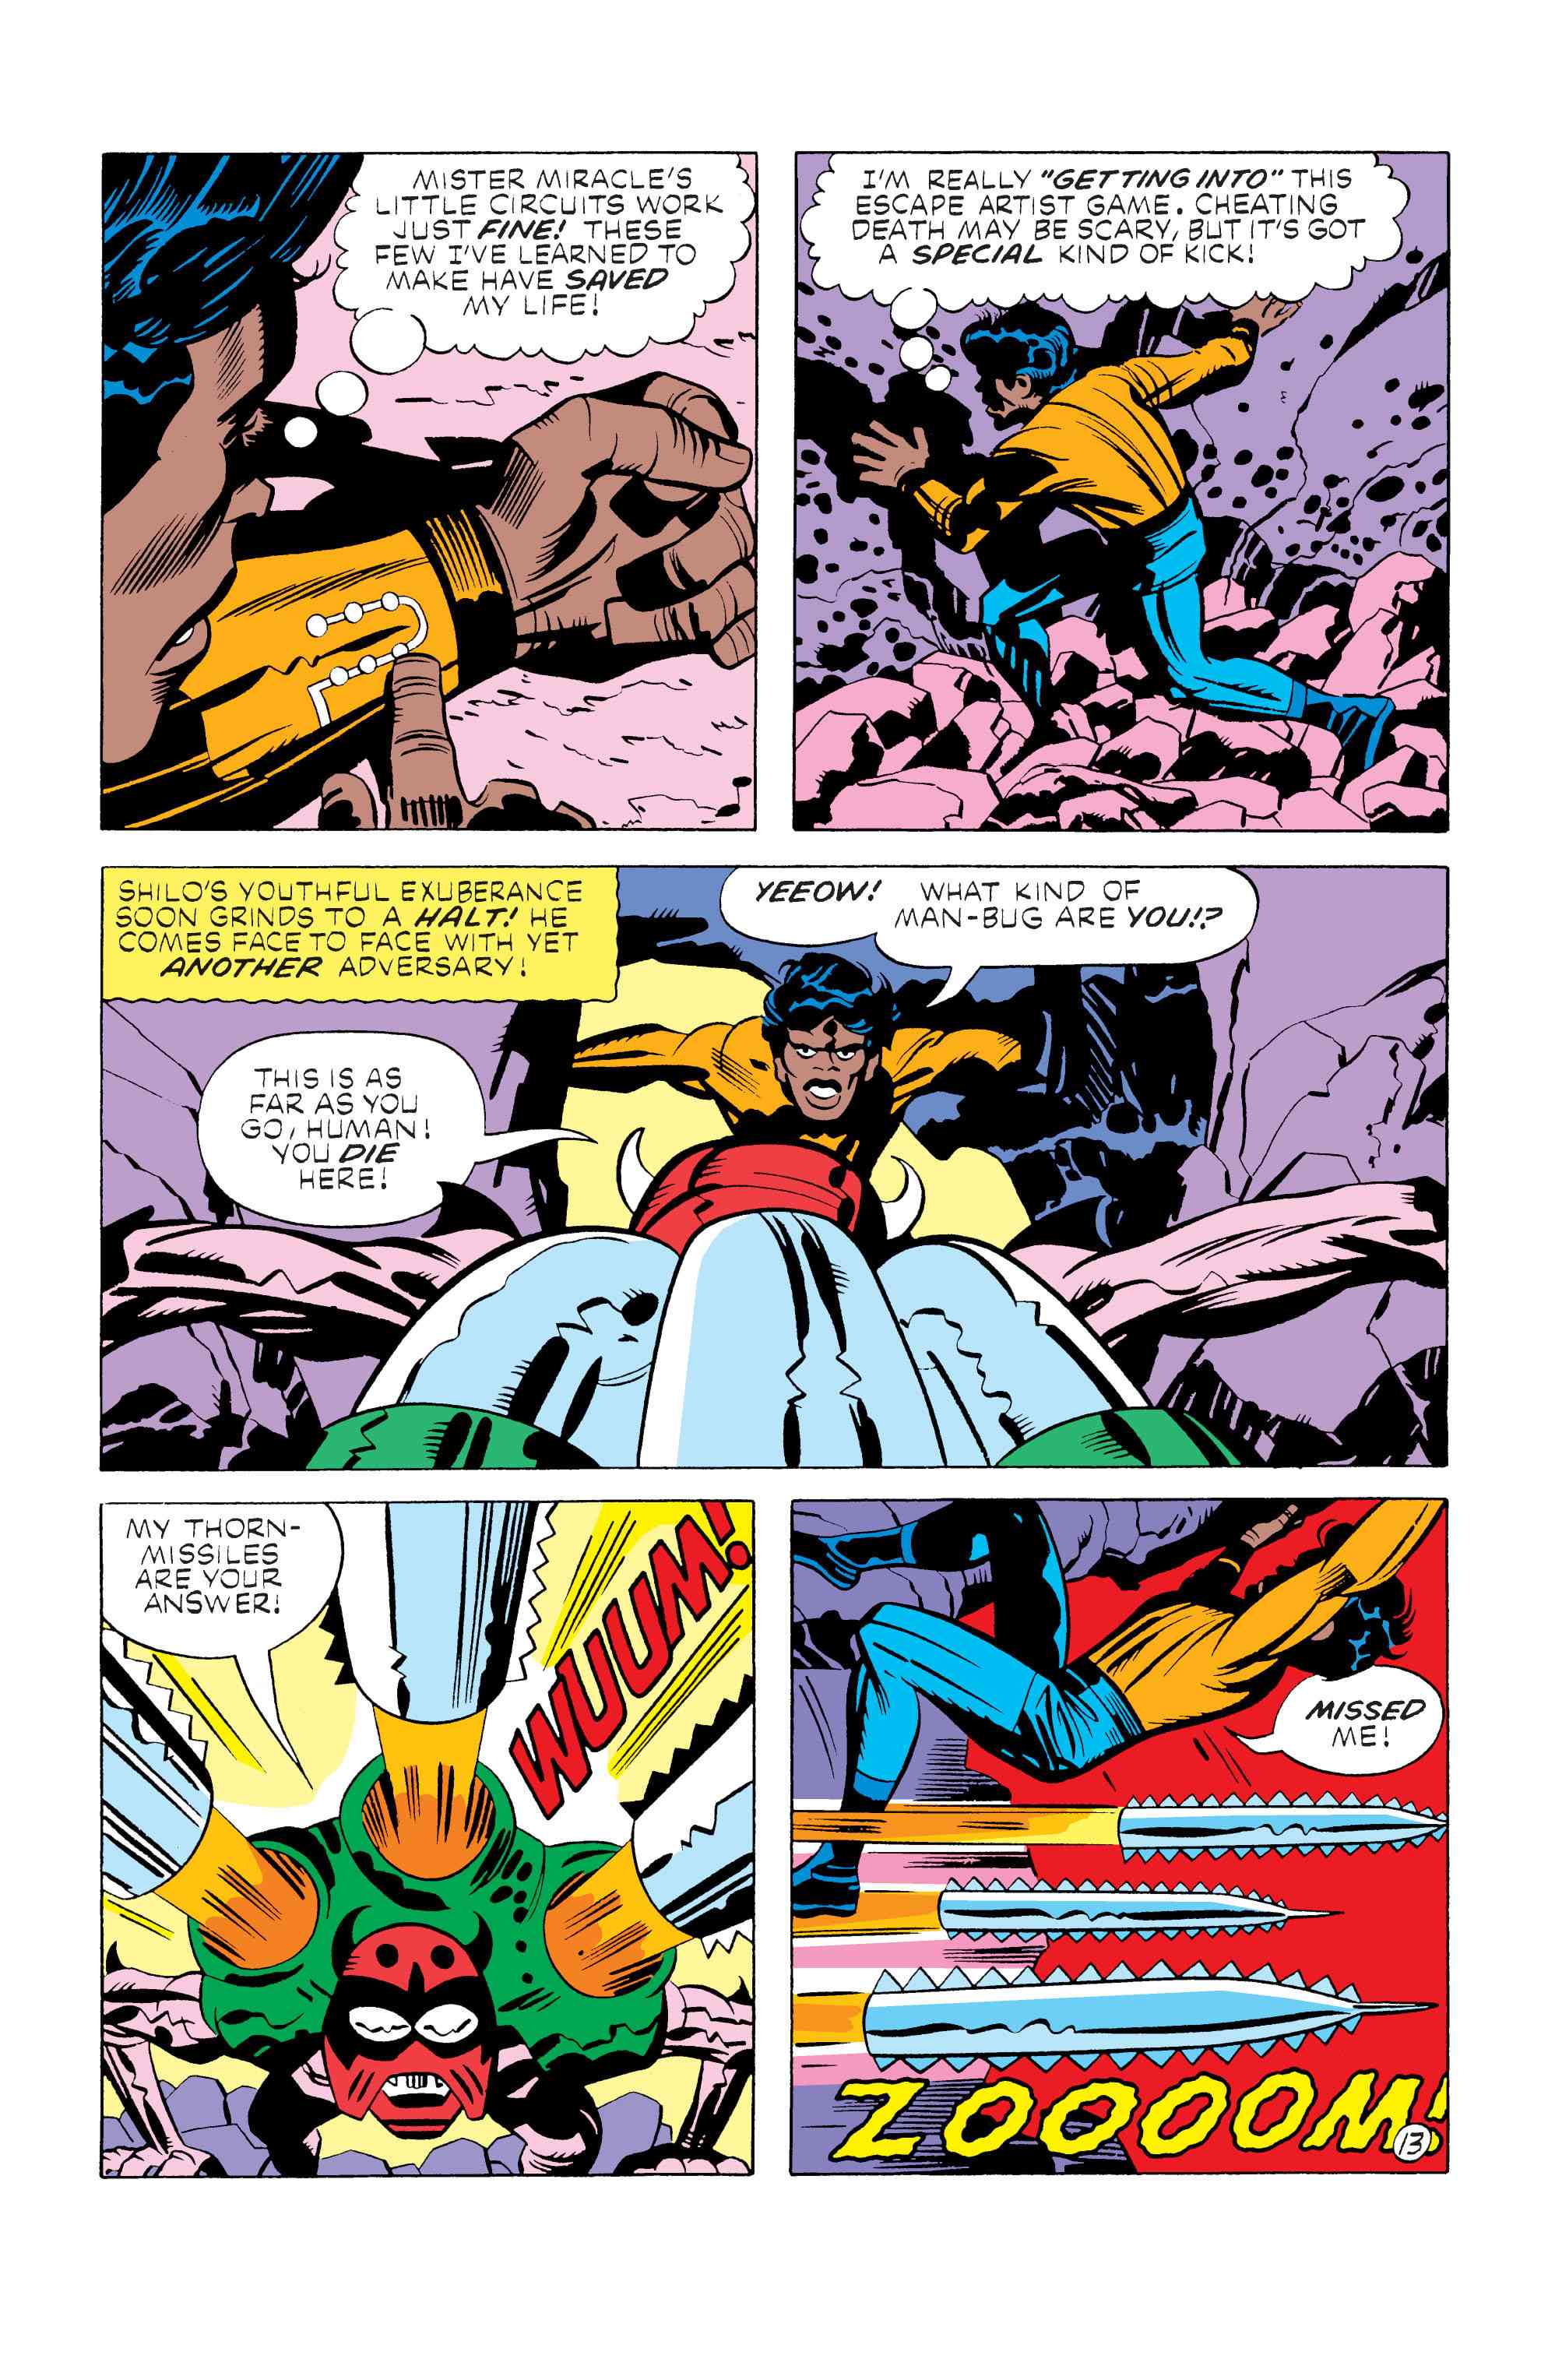 MISTER MIRACLE'S
LITTLE CIRCUITS WORK
JUST FINE! THESE
FEW I'VE LEARNED TO
MAKE HAVE SAVED
MY LIFE!
I'M REALLY "GETTING INTO" THIS
ESCAPE ARTIST GAME. CHEATING
DEATH MAY BE SCARY, BUT IT'S GOT
A SPECIAL KIND OF KICK!
SHILO'S YOUTHFUL EXUBERANCE
SOON GRINDS TO A HALT! HE
COMES FACE TO FACE WITH YET
ANOTHER ADVERSARY!
YEEOW! WHAT KIND OF
MAN-BUG ARE YOU!?
THIS IS AS
FAR AS YOU
GO, HUMAN!
YOU DIE
HERE!
MY THORN-
MISSILES
ARE YOUR
ANSWER!
WUUM!
MISSED
ME!
ZOOOOM!
13